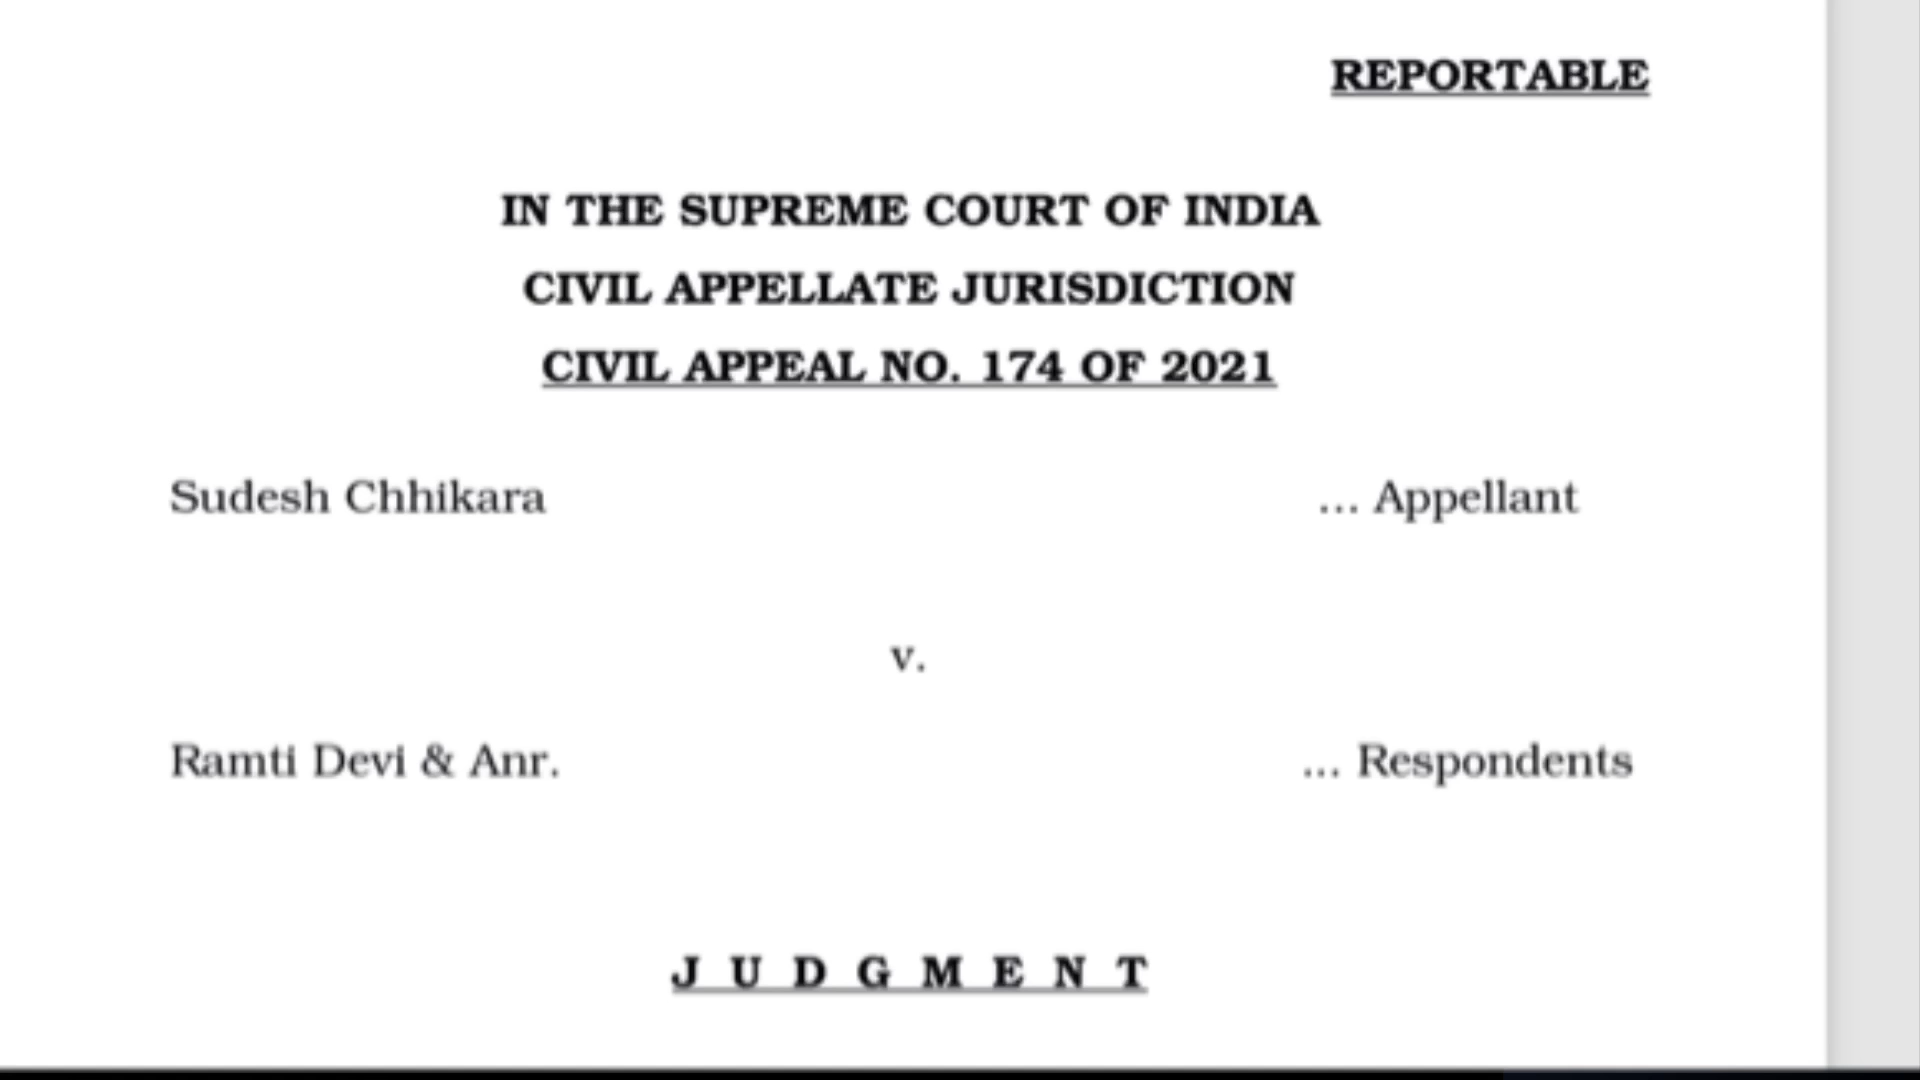 REPORTABLE
IN THE SUPREME COURT OF INDIA
CIVIL APPELLATE JURISDICTION
CIVIL APPEAL NO. 174 OF 2021
Sudesh Chhikara ... Appellant
v.
Ramti Devi & Anr. ... Respondents
J U D G M E N T